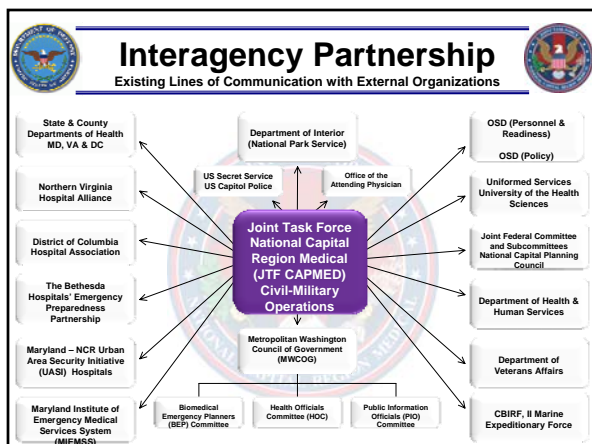 Interagency Partnership
Existing Lines of Communication with External Organizations
State & County
Departments of Health
MD, VA & DC
Northern Virginia
Hospital Alliance
District of Columbia
Hospital Association
The Bethesda
Hospitals' Emergency
Preparedness
Partnership
Maryland – NCR Urban
Area Security Initiative
(UASI) Hospitals
Maryland Institute of
Emergency Medical
Services System
(MIEMSS)
Department of Interior
(National Park Service)
US Secret Service
US Capitol Police
Office of the
Attending Physician
Joint Task Force
National Capital
Region Medical
(JTF CAPMED)
Civil-Military
Operations
Metropolitan Washington
Council of Government
(MWCOG)
Biomedical
Emergency Planners
(BEP) Committee
Health Officials
Committee (HOC)
Public Information
Officials (PIO)
Committee
OSD (Personnel &
Readiness)
OSD (Policy)
Uniformed Services
University of the Health
Sciences
Joint Federal Committee
and Subcommittees
National Capital Planning
Council
Department of Health &
Human Services
Department of
Veterans Affairs
CBIRF, II Marine
Expeditionary Force